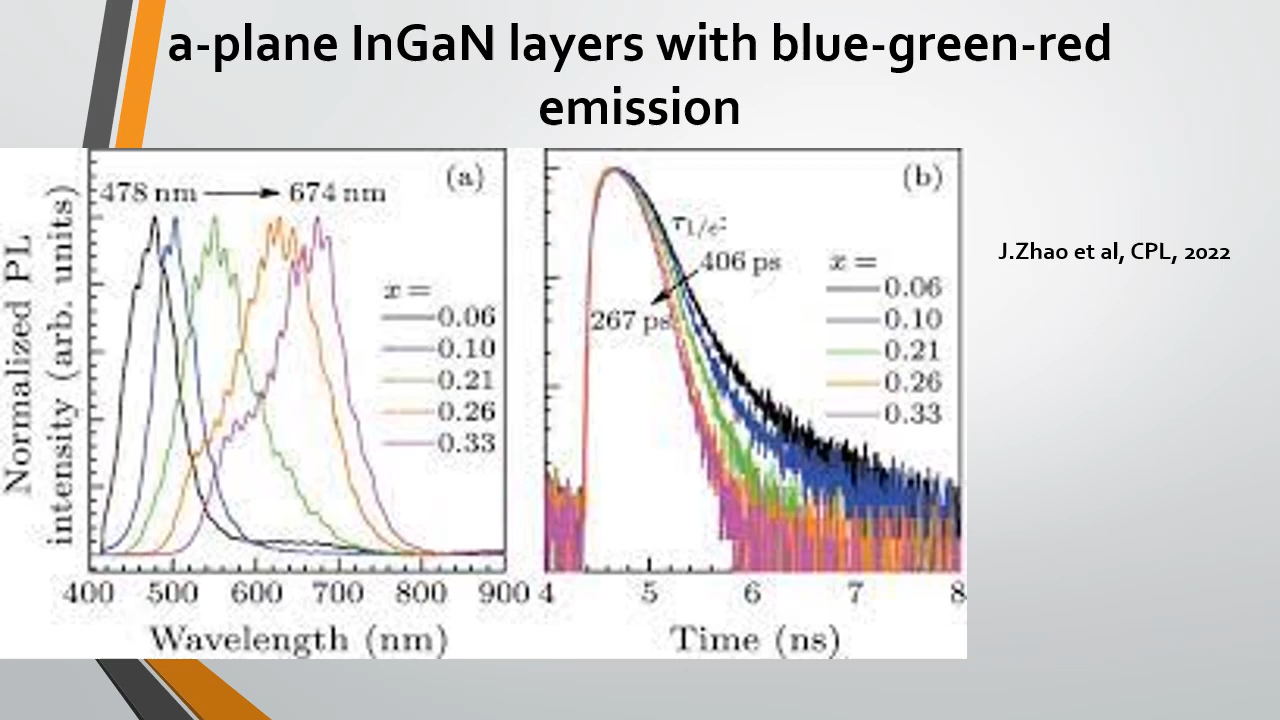 a-plane InGaN layers with blue-green-red
emission
Normalized PL
intensity (arb. units)
478 nm
674 nm
(a)
x =
0.06
0.10
0.21
0.26
0.33
400 500 600 700 800 900
Wavelength (nm)
(b)
406 ps
267 ps
x =
0.06
0.10
0.21
0.26
0.33
4 5 6 7 8
Time (ns)
J.Zhao et al, CPL, 2022